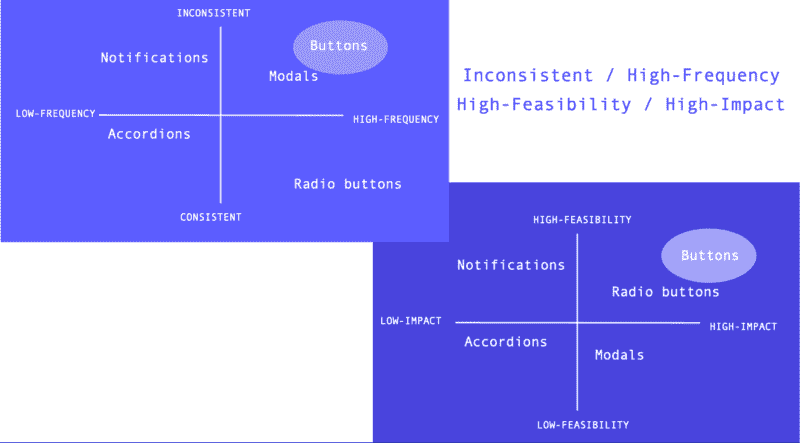 INCONSISTENT
Buttons
Notifications
Modals
LOW-FREQUENCY
HIGH-FREQUENCY
Accordions
Radio buttons
CONSISTENT
Inconsistent / High-Frequency
High-Feasibility / High-Impact
HIGH-FEASIBILITY
Buttons
Notifications
Radio buttons
LOW-IMPACT
HIGH-IMPACT
Accordions
Modals
LOW-FEASIBILITY